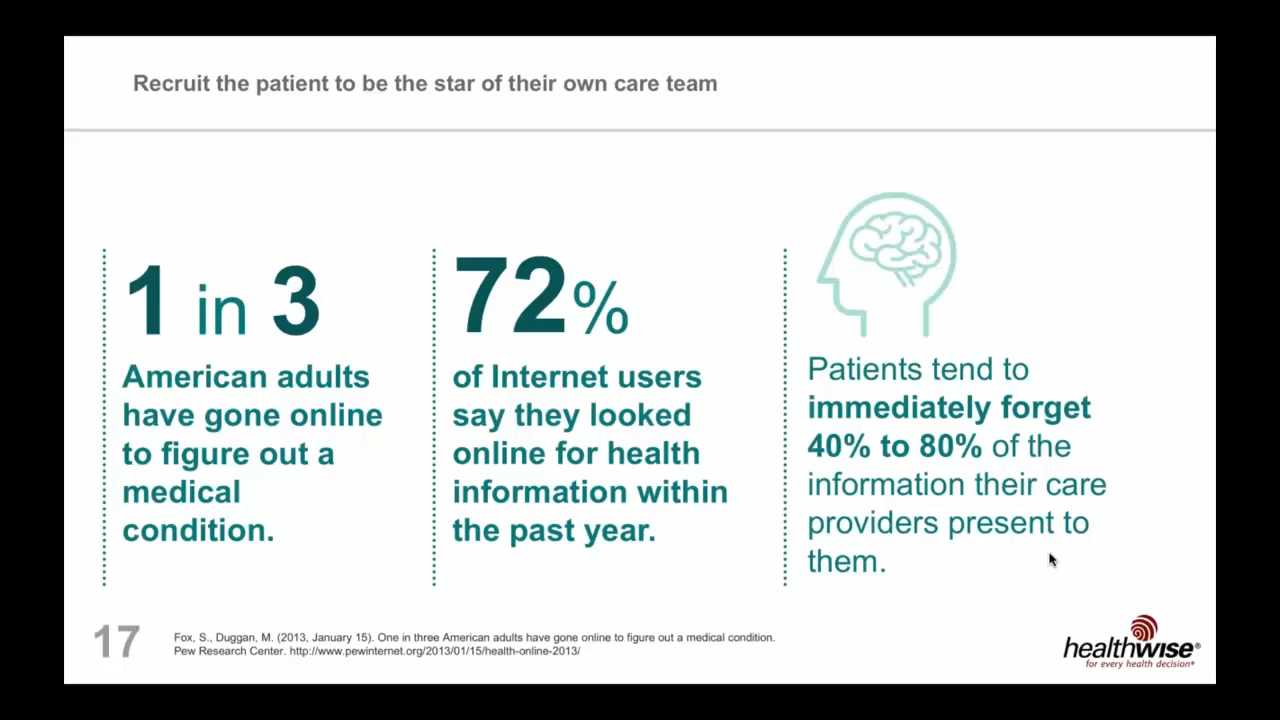 Recruit the patient to be the star of their own care team
1 in 3
American adults
have gone online
to figure out a
medical
condition.
72%
of Internet users
say they looked
online for health
information within
the past year.
Patients tend to
immediately forget
40% to 80% of the
information their care
providers present to
them.
17
Fox, S., Duggan, M. (2013, January 15). One in three American adults have gone online to figure out a medical condition.
Pew Research Center. http://www.pewinternet.org/2013/01/15/health-online-2013/
healthwise®
for every health decision®